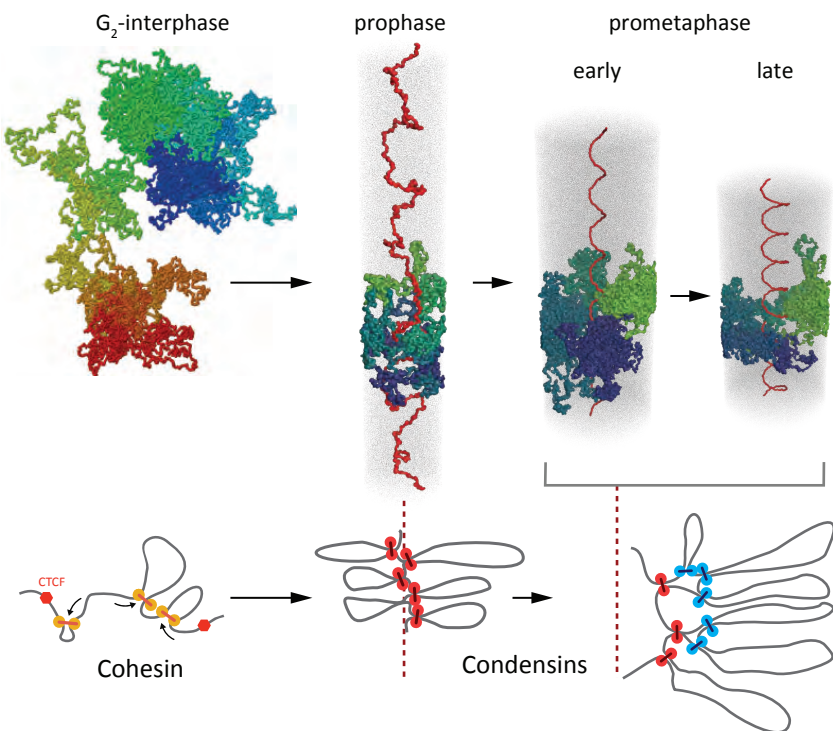 G₂-interphase
prophase
prometaphase
early
late
CTCF
Cohesin
Condensins